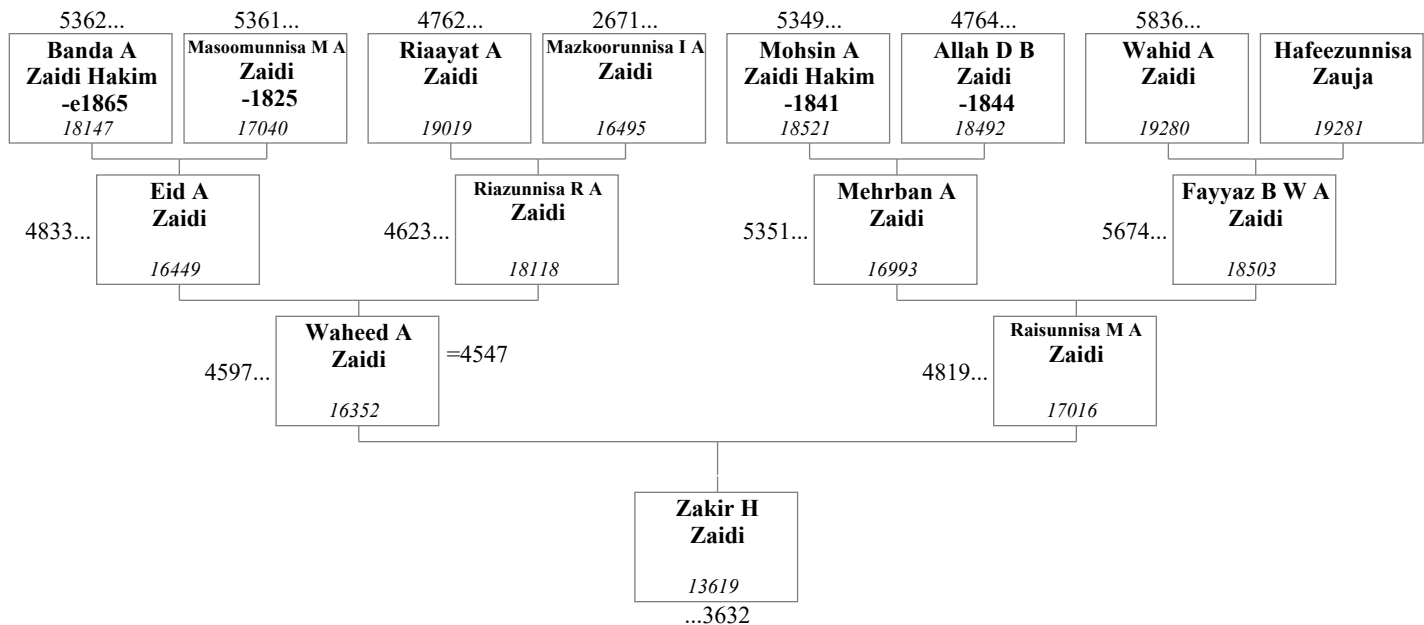 5362...
5361...
4762...
2671...
5349...
4764...
5836...
Banda A
Zaidi Hakim
-e1865
18147
Masoomunnisa M A
Zaidi
-1825
17040
Riaayat A
Zaidi
19019
Mazkoorunnisa I A
Zaidi
16495
Mohsin A
Zaidi Hakim
-1841
18521
Allah D B
Zaidi
-1844
18492
Wahid A
Zaidi
19280
Hafeezunnisa
Zauja
19281
4833...
Eid A
Zaidi
16449
4623...
Riazunnisa R A
Zaidi
18118
5351...
Mehrban A
Zaidi
16993
5674...
Fayyaz B W A
Zaidi
18503
4597...
Waheed A
Zaidi
16352
=4547
4819...
Raisunnisa M A
Zaidi
17016
Zakir H
Zaidi
13619
...3632